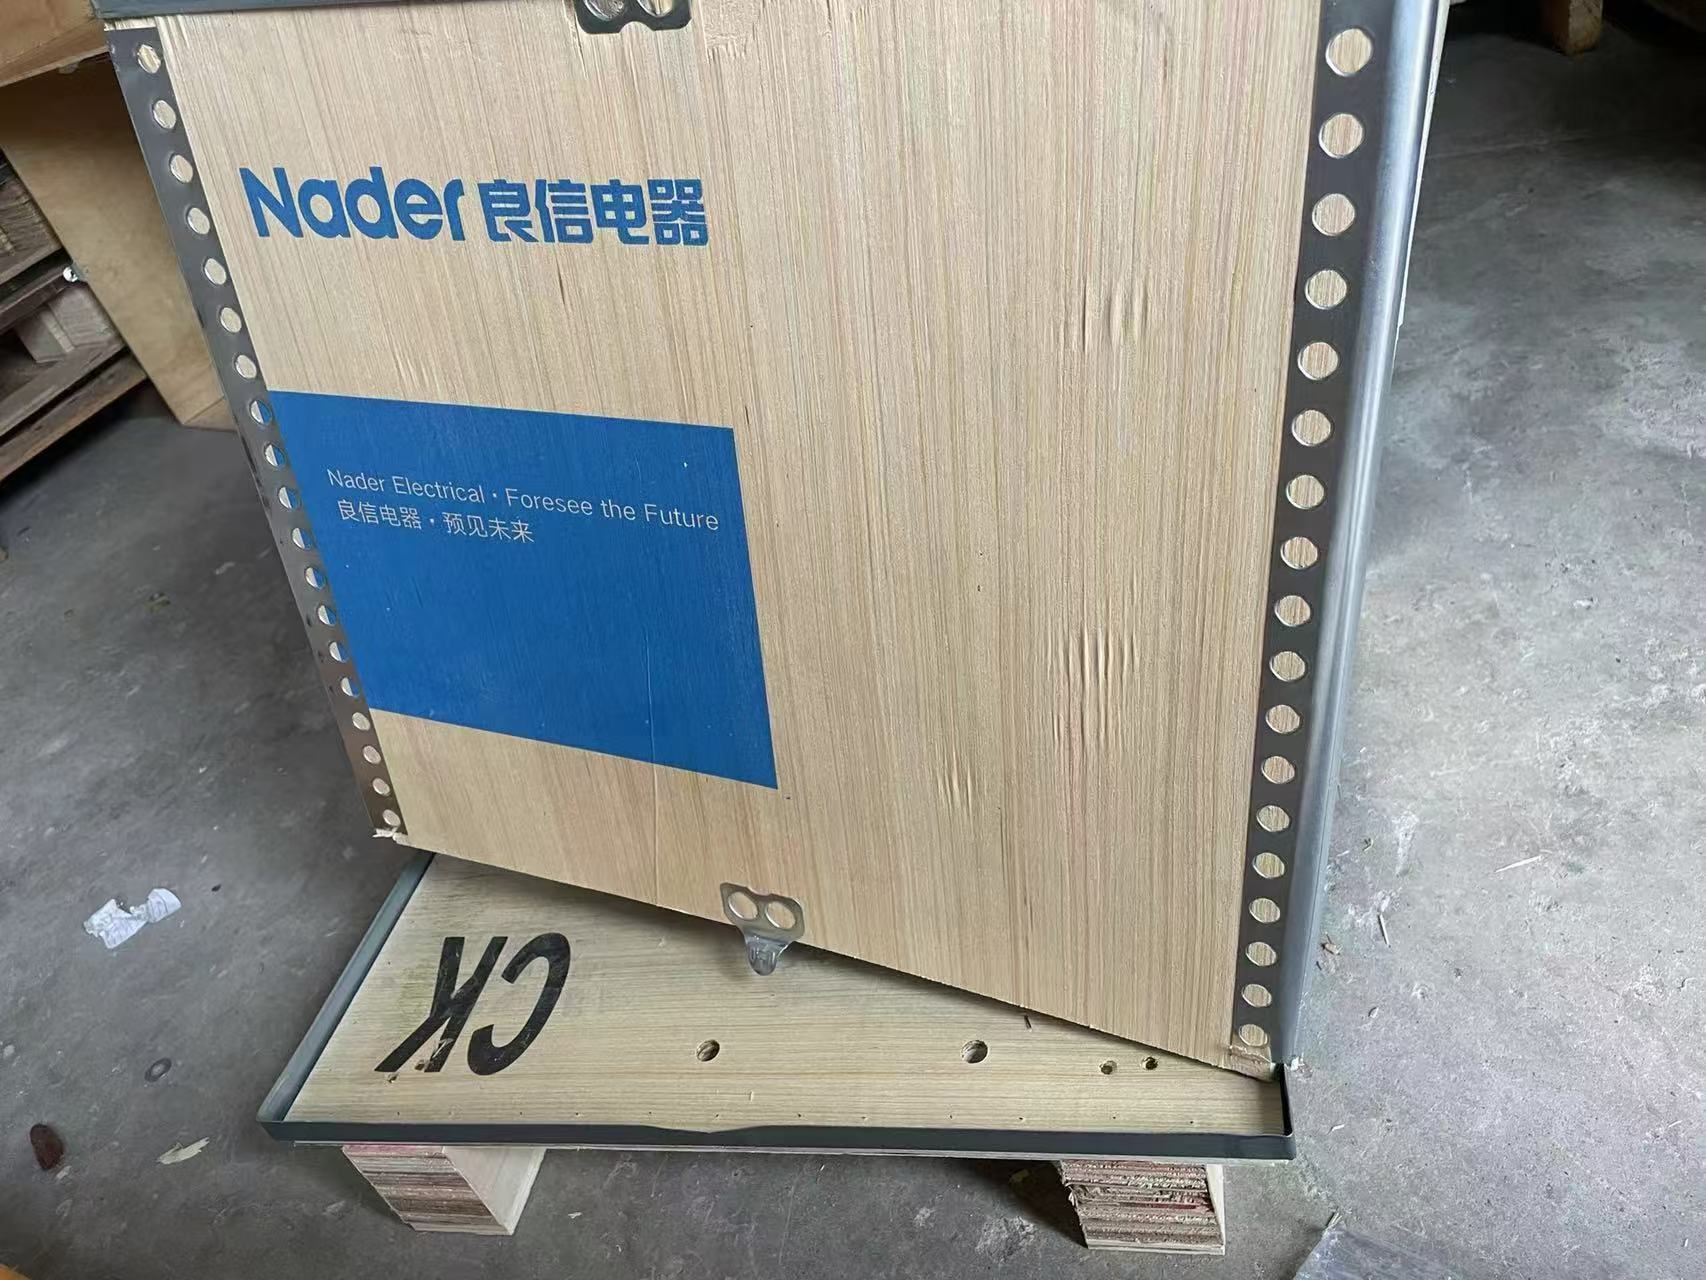 Nader 良信电器
Nader Electrical · Foresee the Future
良信电器 · 预见未来
CK